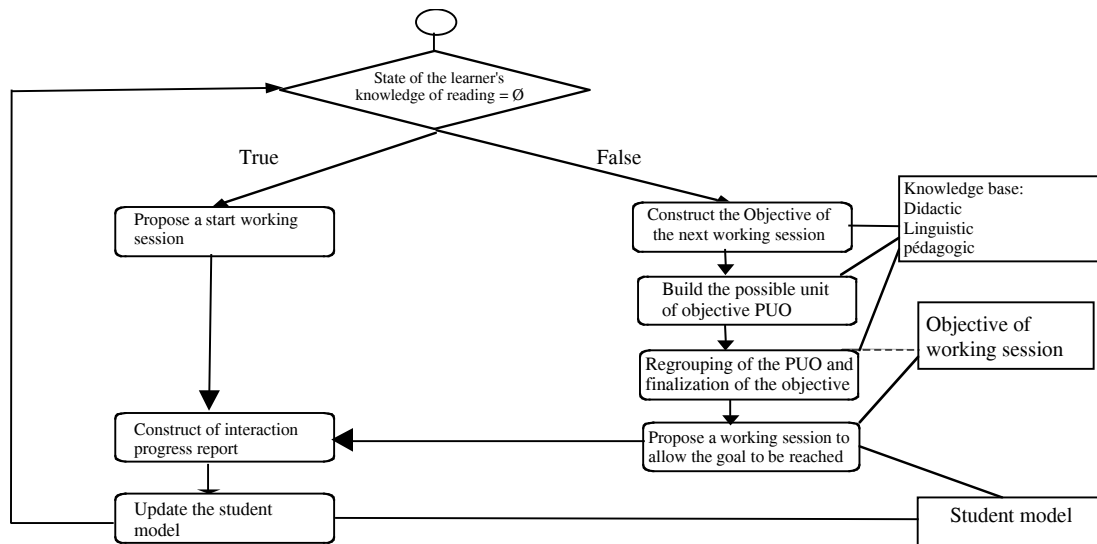 State of the learner's
knowledge of reading = Ø
True
False
Propose a start working
session
Construct the Objective of
the next working session
Knowledge base:
Didactic
Linguistic
pédagogic
Build the possible unit
of objective PUO
Objective of
working session
Regrouping of the PUO and
finalization of the objective
Construct of interaction
progress report
Propose a working session to
allow the goal to be reached
Update the student
model
Student model